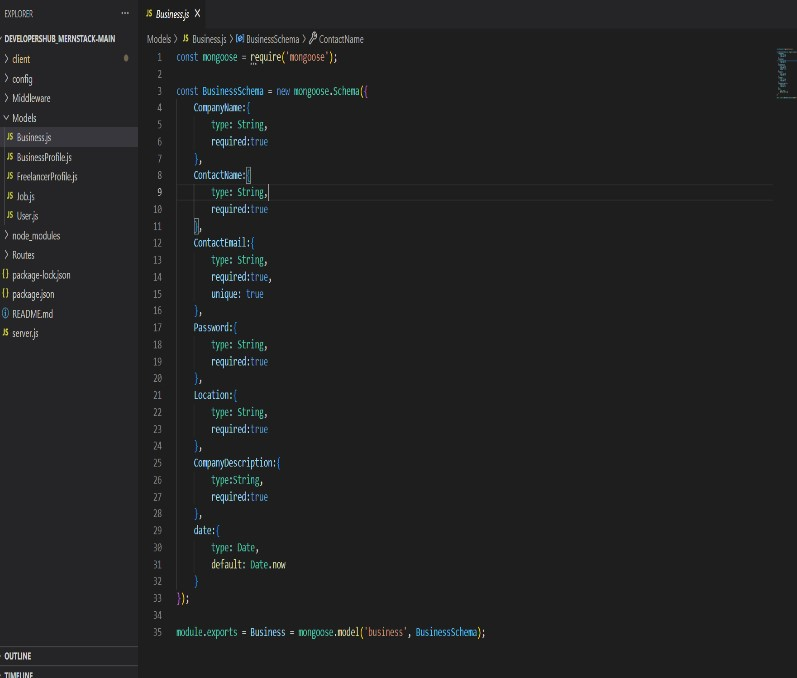 EXPLORER
...
DEVELOPERSHUB_MERNSTACK-MAIN
client
config
Middleware
Models
JS Business.js
JS BusinessProfile.js
JS FreelancerProfile.js
JS Job.js
JS User.js
node_modules
Routes
{} package-lock.json
{} package.json
README.md
JS server.js
OUTLINE
TIMELINE
JS Business.js X
Models > JS Business.js > BusinessSchema > ContactName
1 const mongoose = require('mongoose');
2
3 const BusinessSchema = new mongoose.Schema({
4 CompanyName:{
5 type: String,
6 required:true
7 },
8 ContactName:{
9 type: String,
10 required:true
11 },
12 ContactEmail:{
13 type: String,
14 required:true,
15 unique: true
16 },
17 Password:{
18 type: String,
19 required:true
20 },
21 Location:{
22 type: String,
23 required:true
24 },
25 CompanyDescription:{
26 type:String,
27 required:true
28 },
29 date:{
30 type: Date,
31 default: Date.now
32 }
33 });
34
35 module.exports = Business = mongoose.model('business', BusinessSchema);